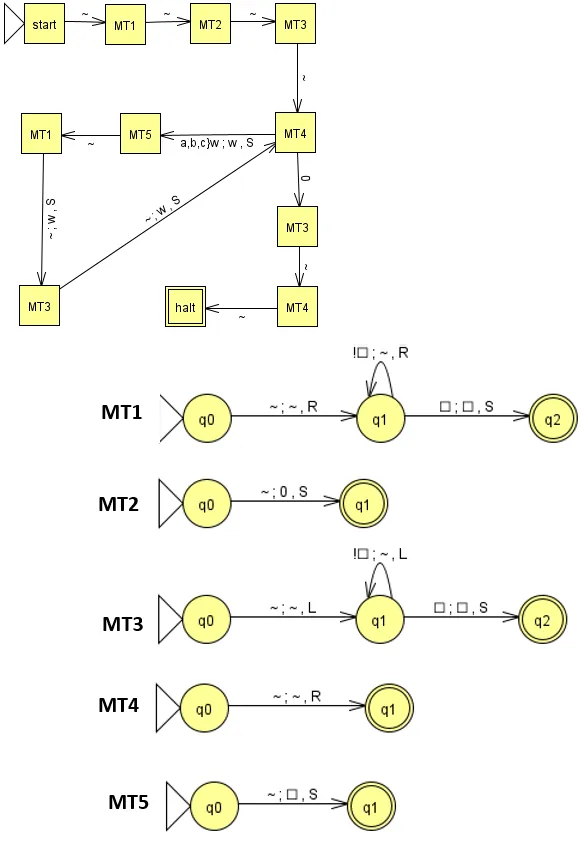 start ~ MT1 ~ MT2 ~ MT3
~
MT1 ~ MT5 a,b,c}w ; w , S MT4
~ ; w , S
~ ; w , S
0
MT3
~
MT3 halt ~ MT4
!□ ; ~ , R
MT1 q0 ~ ; ~ , R q1 □ ; □ , S q2
MT2 q0 ~ ; 0 , S q1
!□ ; ~ , L
MT3 q0 ~ ; ~ , L q1 □ ; □ , S q2
MT4 q0 ~ ; ~ , R q1
MT5 q0 ~ ; □ , S q1